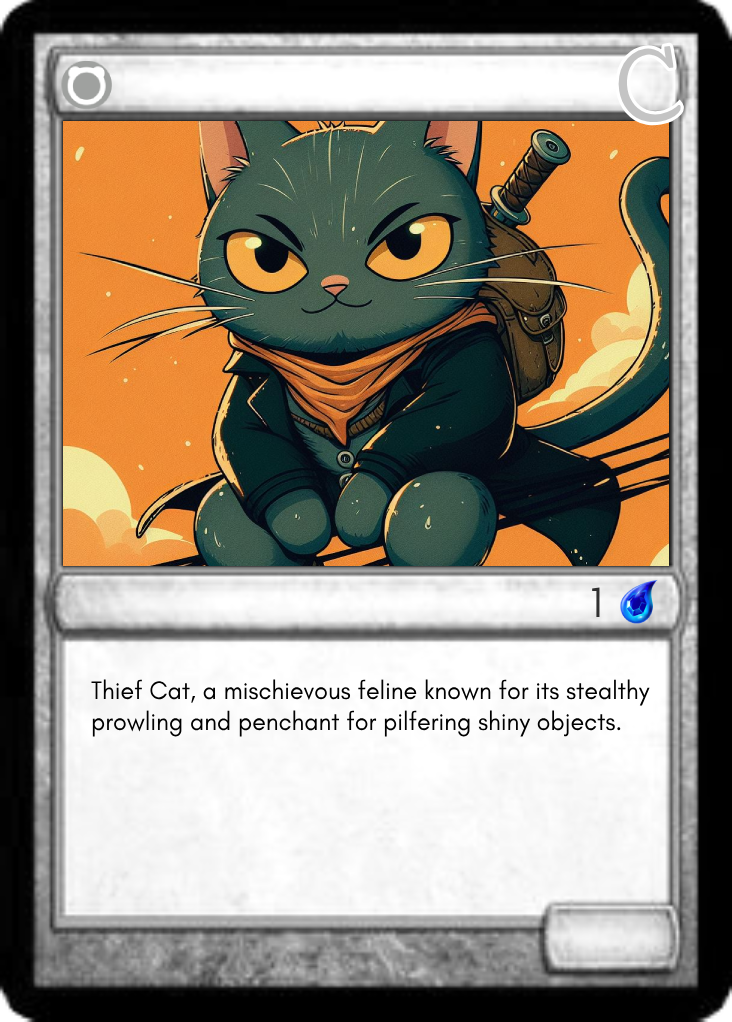 C
1
Thief Cat, a mischievous feline known for its stealthy
prowling and penchant for pilfering shiny objects.